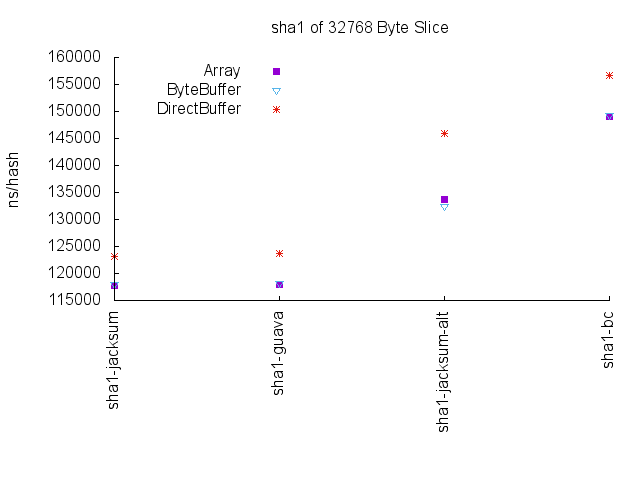 sha1 of 32768 Byte Slice
160000
155000
150000
145000
140000
135000
130000
125000
120000
115000
ns/hash
Array
ByteBuffer
DirectBuffer
sha1-jacksum
sha1-guava
sha1-jacksum-alt
sha1-bc